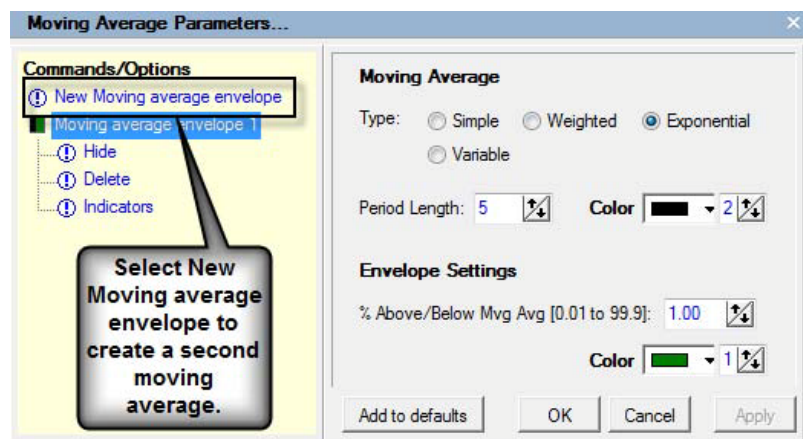 Moving Average Parameters...
Commands/Options
New Moving average envelope
Moving average envelope 1
Hide
Delete
Indicators
Select New
Moving average
envelope to
create a second
moving
average.
Moving Average
Type: Simple Weighted Exponential
Variable
Period Length: 5 Color 2
Envelope Settings
% Above/Below Mvg Avg [0.01 to 99.9]: 1.00
Color 1
Add to defaults OK Cancel Apply